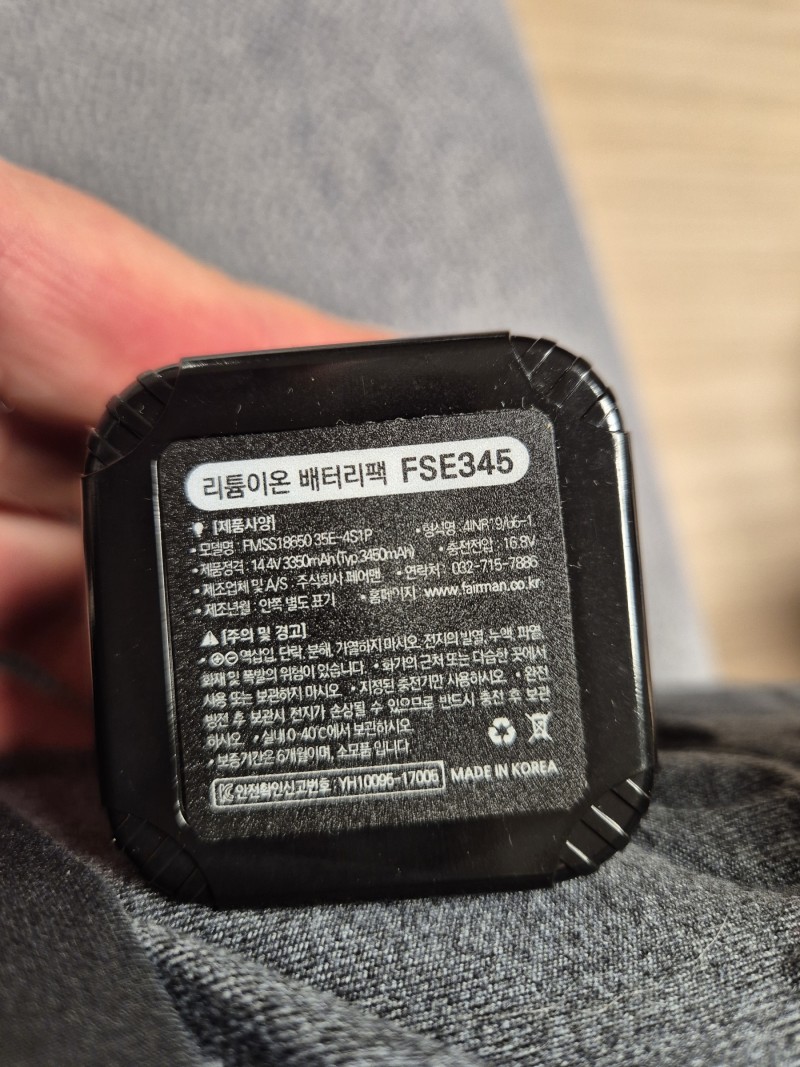 리튬이온 배터리팩 FSE345
[제품사양]
• 모델명 : FMSS18650 35E-4S1P • 형식명 : 4INR19/66-1
• 제품정격 : 14.4V 3350mAh (Typ.3450mAh) • 충전전압 : 16.8V
• 제조업체 및 A/S : 주식회사 페어맨 • 연락처 : 032-715-7886
• 제조년월 : 안쪽 별도 표기 • 홈페이지 : www.fairman.co.kr
[주의 및 경고]
• ⊕⊖ 역삽입, 단락, 분해, 가열하지 마시오. 전지의 발열, 누액, 파열,
화재 및 폭발의 위험이 있습니다. • 화기의 근처 또는 다습한 곳에서
사용 또는 보관하지 마시오. • 지정된 충전기만 사용하시오. • 완전
방전 후 보관시 전지가 손상될 수 있으므로 반드시 충전 후 보관
하시오. • 실내 0-40℃에서 보관하시오.
• 보증기간은 6개월이며, 소모품 입니다.
안전확인신고번호 : YH10095-17005 MADE IN KOREA